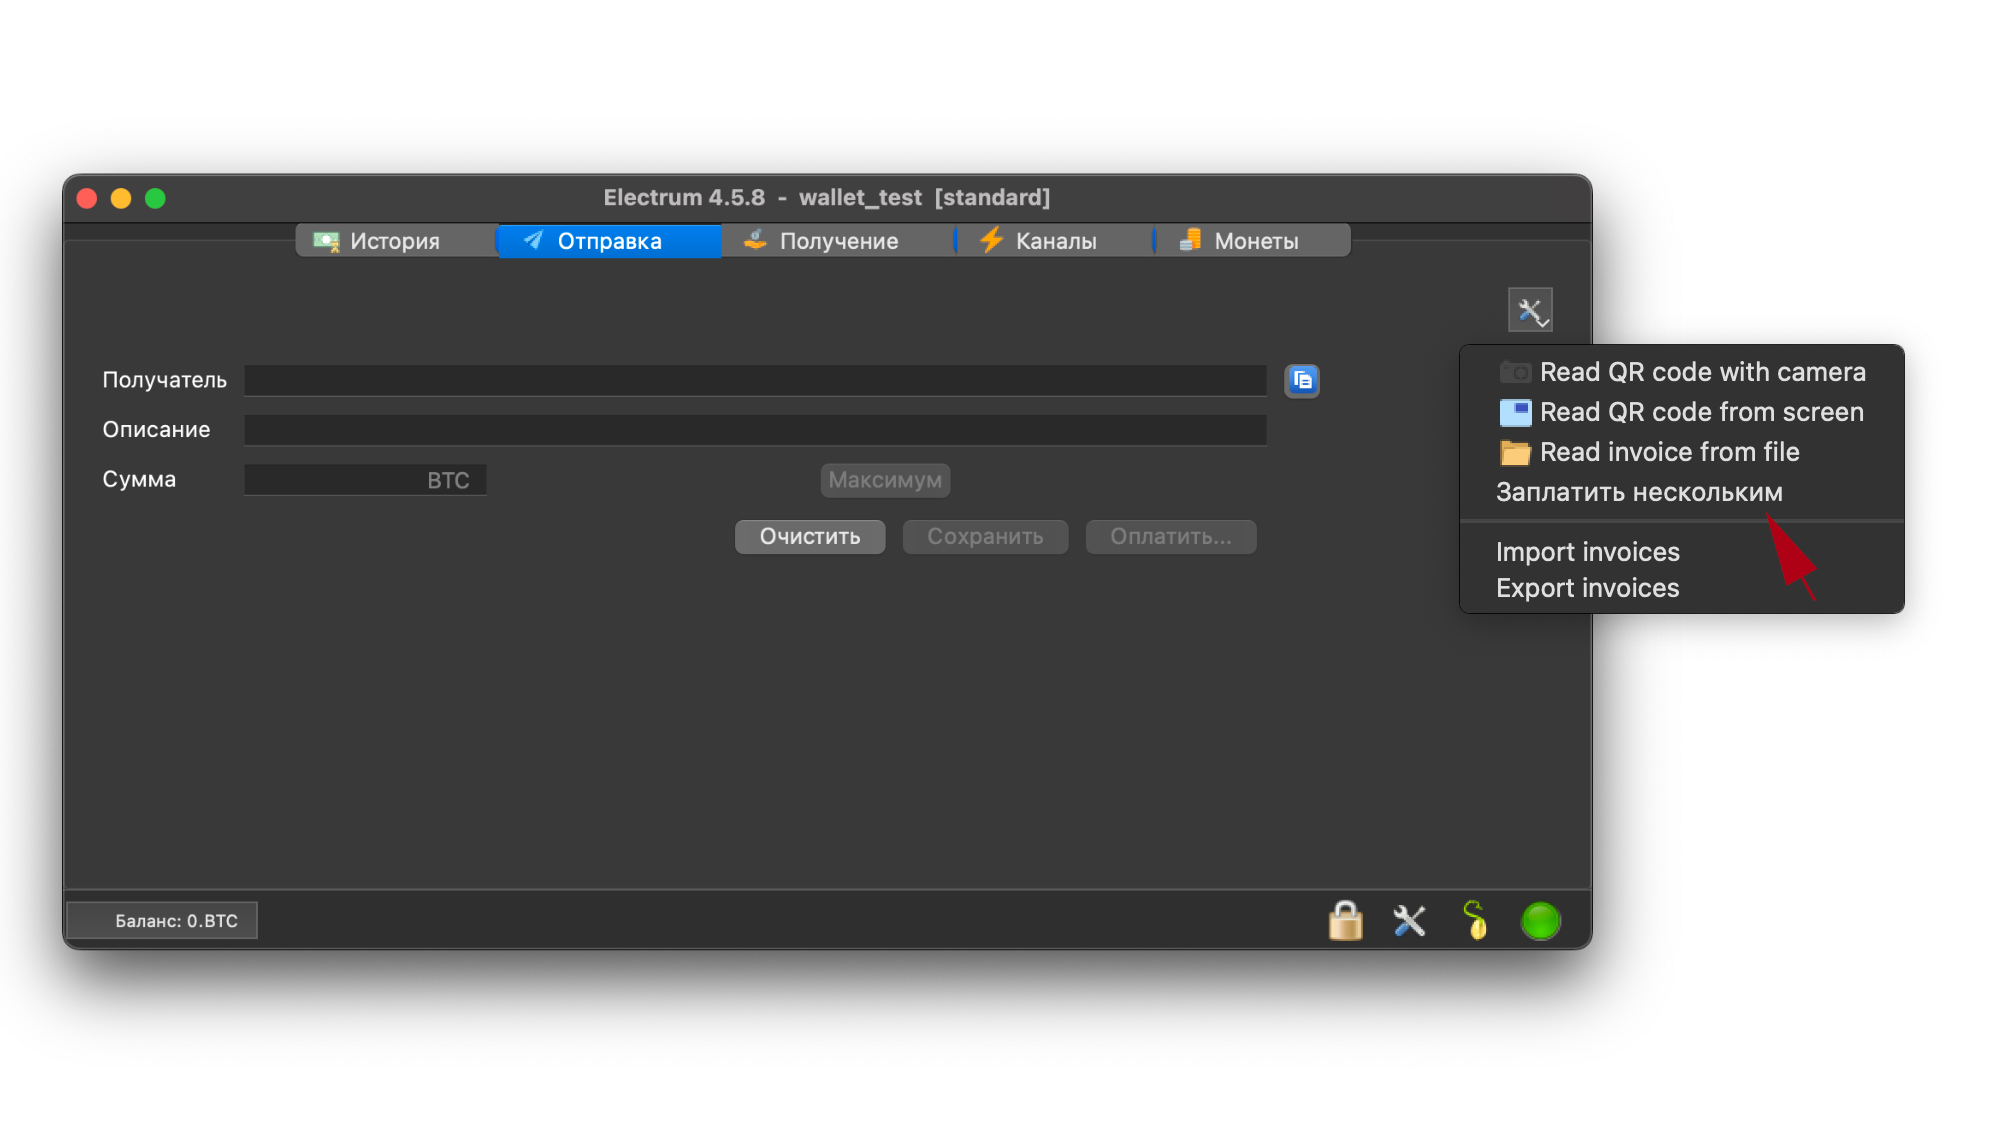 Electrum 4.5.8 - wallet_test [standard]
История
Отправка
Получение
Каналы
Монеты
Получатель
Описание
Сумма
BTC
Максимум
Очистить
Сохранить
Оплатить...
Read QR code with camera
Read QR code from screen
Read invoice from file
Заплатить нескольким
Import invoices
Export invoices
Баланс: 0.BTC